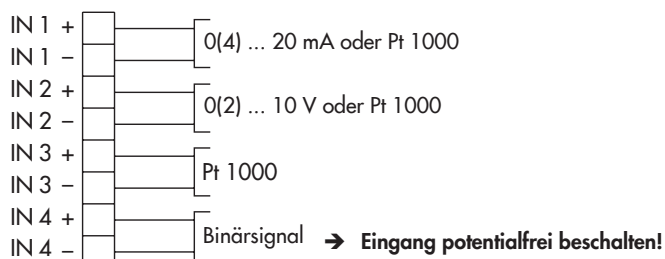 IN 1 +
0(4) ... 20 mA oder Pt 1000
IN 1 –
IN 2 +
0(2) ... 10 V oder Pt 1000
IN 2 –
IN 3 +
Pt 1000
IN 3 –
IN 4 +
Binärsignal ➔ Eingang potentialfrei beschalten!
IN 4 –